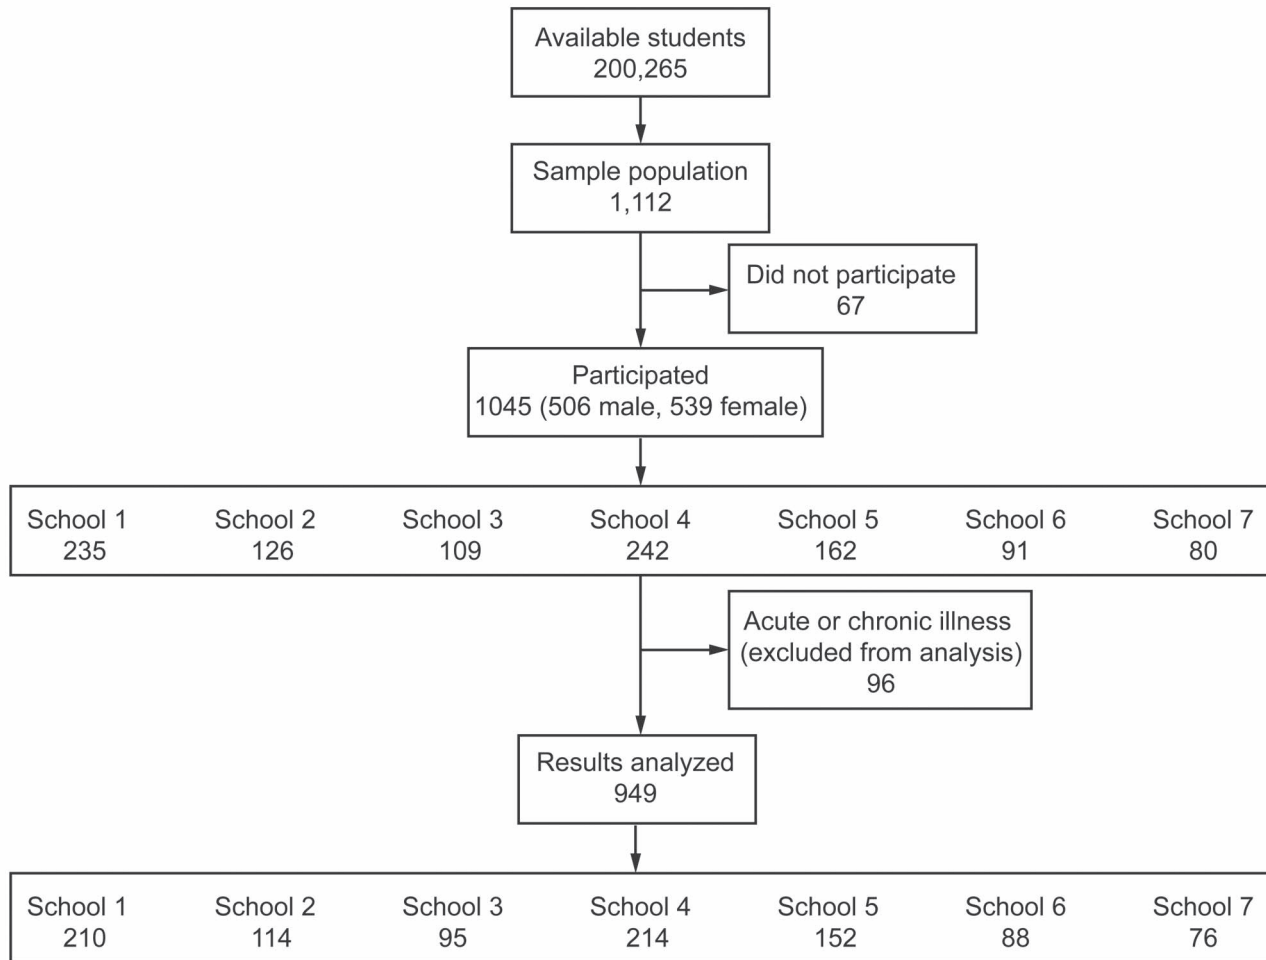 Available students
200,265
Sample population
1,112
Did not participate
67
Participated
1045 (506 male, 539 female)
School 1 School 2 School 3 School 4 School 5 School 6 School 7
235 126 109 242 162 91 80
Acute or chronic illness
(excluded from analysis)
96
Results analyzed
949
School 1 School 2 School 3 School 4 School 5 School 6 School 7
210 114 95 214 152 88 76